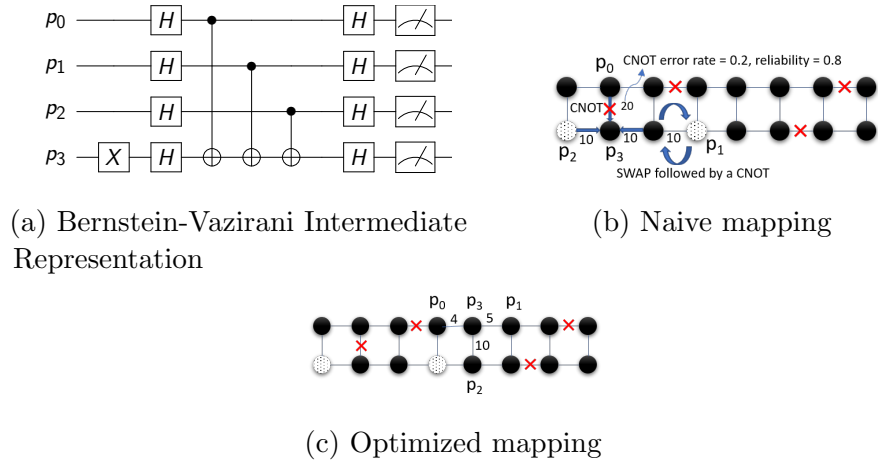 p0 H H
p1 H H
p2 H H
p3 X H H
(a) Bernstein-Vazirani Intermediate
Representation
CNOT error rate = 0.2, reliability = 0.8
p0
CNOT 20
10 10 10
p2 p3 p1
SWAP followed by a CNOT
(b) Naive mapping
p0 p3 p1
4 5
10
p2
(c) Optimized mapping